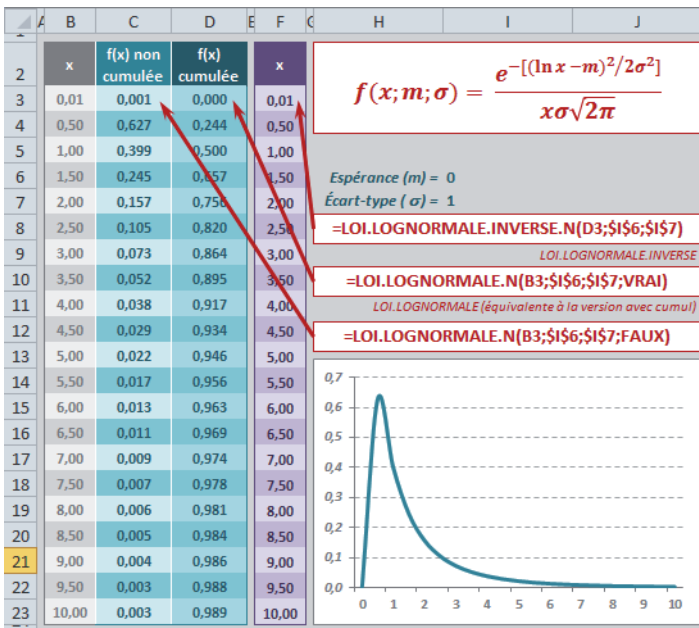 A B C D E F G H I J
1
2 x f(x) non cumulée f(x) cumulée x
f(x;m;σ) = e^−[(ln x −m)²/2σ²] / xσ√2π
3 0,01 0,001 0,000 0,01
4 0,50 0,627 0,244 0,50
5 1,00 0,399 0,500 1,00
6 1,50 0,245 0,657 1,50 Espérance (m) = 0
7 2,00 0,157 0,756 2,00 Écart-type ( σ) = 1
8 2,50 0,105 0,820 2,50 =LOI.LOGNORMALE.INVERSE.N(D3;$I$6;$I$7)
9 3,00 0,073 0,864 3,00 LOI.LOGNORMALE.INVERSE
10 3,50 0,052 0,895 3,50 =LOI.LOGNORMALE.N(B3;$I$6;$I$7;VRAI)
11 4,00 0,038 0,917 4,00 LOI.LOGNORMALE (équivalente à la version avec cumul)
12 4,50 0,029 0,934 4,50 =LOI.LOGNORMALE.N(B3;$I$6;$I$7;FAUX)
13 5,00 0,022 0,946 5,00
14 5,50 0,017 0,956 5,50
15 6,00 0,013 0,963 6,00
16 6,50 0,011 0,969 6,50
17 7,00 0,009 0,974 7,00
18 7,50 0,007 0,978 7,50
19 8,00 0,006 0,981 8,00
20 8,50 0,005 0,984 8,50
21 9,00 0,004 0,986 9,00
22 9,50 0,003 0,988 9,50
23 10,00 0,003 0,989 10,00
0,7
0,6
0,5
0,4
0,3
0,2
0,1
0,0
0 1 2 3 4 5 6 7 8 9 10